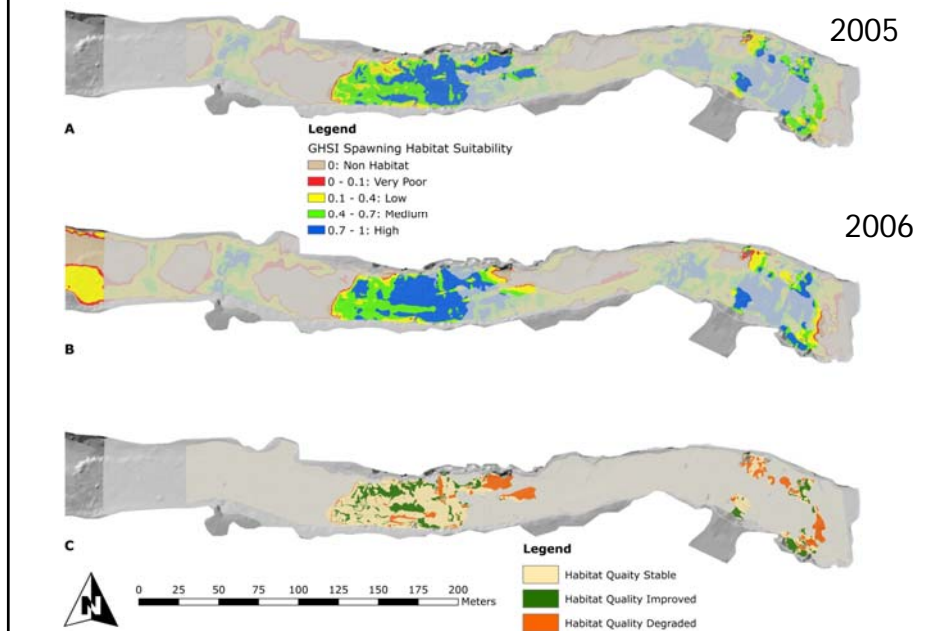 2005
A
Legend
GHSI Spawning Habitat Suitability
0: Non Habitat
0 - 0.1: Very Poor
0.1 - 0.4: Low
0.4 - 0.7: Medium
0.7 - 1: High
2006
B
C
Legend
Habitat Quaity Stable
Habitat Quality Improved
Habitat Quality Degraded
N
0 25 50 75 100 125 150 175 200
Meters